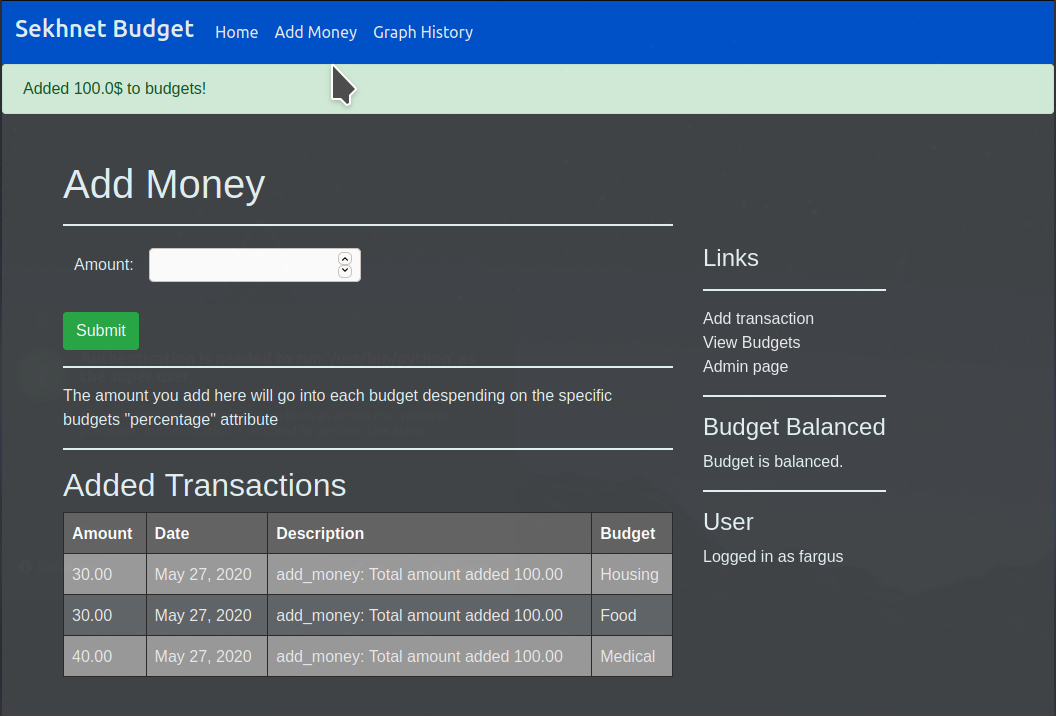 Sekhnet Budget Home Add Money Graph History
Added 100.0$ to budgets!
Add Money
Amount:
Submit
The amount you add here will go into each budget despending on the specific
budgets "percentage" attribute
Added Transactions
Amount Date Description Budget
30.00 May 27, 2020 add_money: Total amount added 100.00 Housing
30.00 May 27, 2020 add_money: Total amount added 100.00 Food
40.00 May 27, 2020 add_money: Total amount added 100.00 Medical
Links
Add transaction
View Budgets
Admin page
Budget Balanced
Budget is balanced.
User
Logged in as fargus